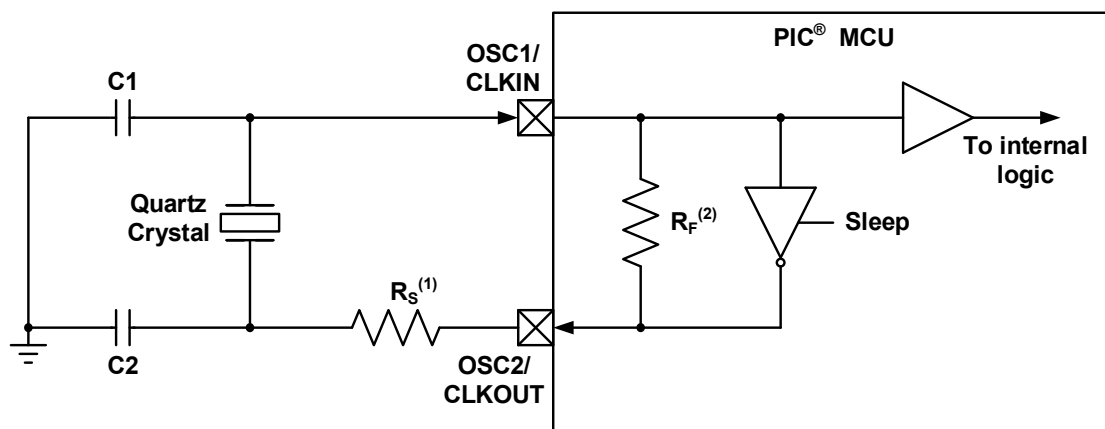 PIC® MCU
OSC1/
CLKIN
C1
To internal
logic
Quartz
Crystal
RF(2)
Sleep
RS(1)
C2
OSC2/
CLKOUT